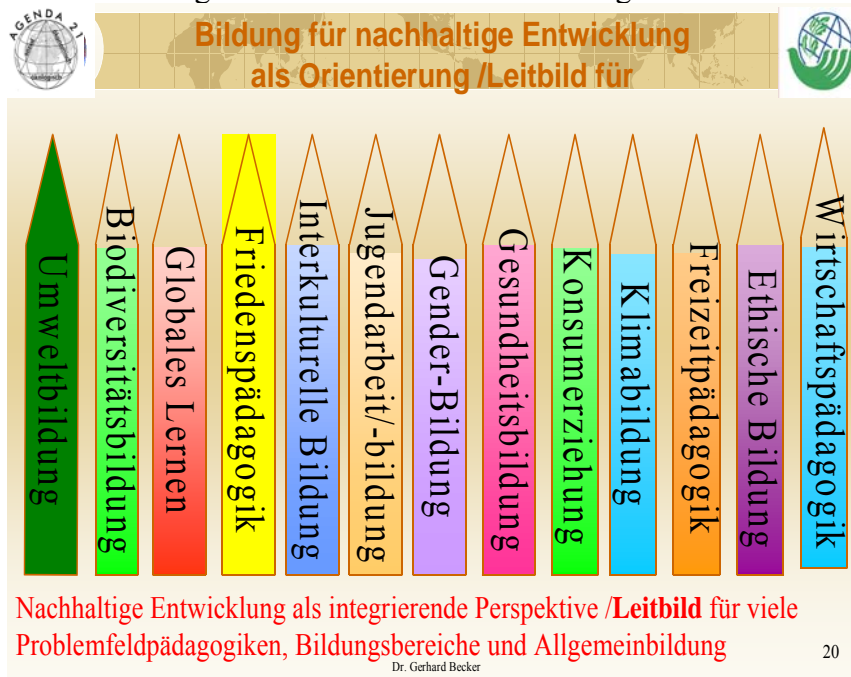 AGENDA 21
Bildung für nachhaltige Entwicklung
als Orientierung /Leitbild für
Umweltbildung
Biodiversitätsbildung
Globales Lernen
Friedenspädagogik
Interkulturelle Bildung
Jugendarbeit/-bildung
Gender-Bildung
Gesundheitsbildung
Konsumerziehung
Klimabildung
Freizeitpädagogik
Ethische Bildung
Wirtschaftspädagogik
Nachhaltige Entwicklung als integrierende Perspektive /Leitbild für viele
Problemfeldpädagogiken, Bildungsbereiche und Allgemeinbildung
Dr. Gerhard Becker
20